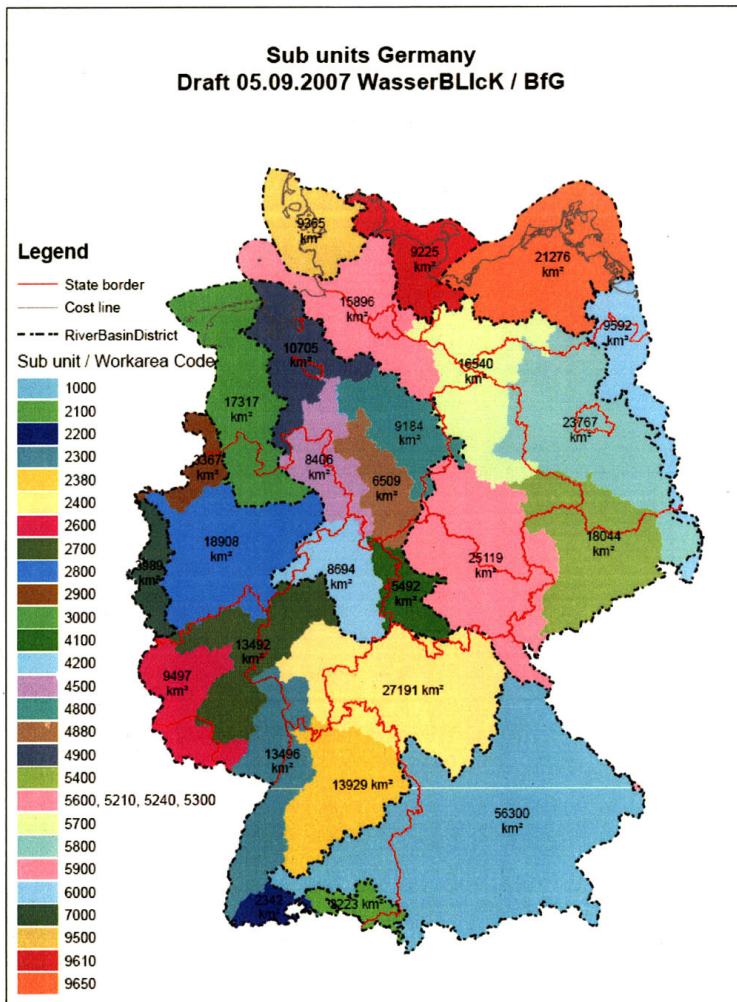 Sub units Germany
Draft 05.09.2007 WasserBLIcK / BfG
Legend
State border
Cost line
RiverBasinDistrict
Sub unit / Workarea Code
1000
2100
2200
2300
2380
2400
2600
2700
2800
2900
3000
4100
4200
4500
4800
4880
4900
5400
5600, 5210, 5240, 5300
5700
5800
5900
6000
7000
9500
9610
9650
9365
km²
9225
km²
21276
km²
15896
km²
9592
km²
10705
km²
16540
km²
17317
km²
9184
km²
23767
km²
3367
km²
8406
km²
6509
km²
18908
km²
18044
km²
25119
km²
3989
km²
8694
km²
5492
km²
13492
km²
9497
km²
27191 km²
13496
km²
13929 km²
56300
km²
2342
km²
km²